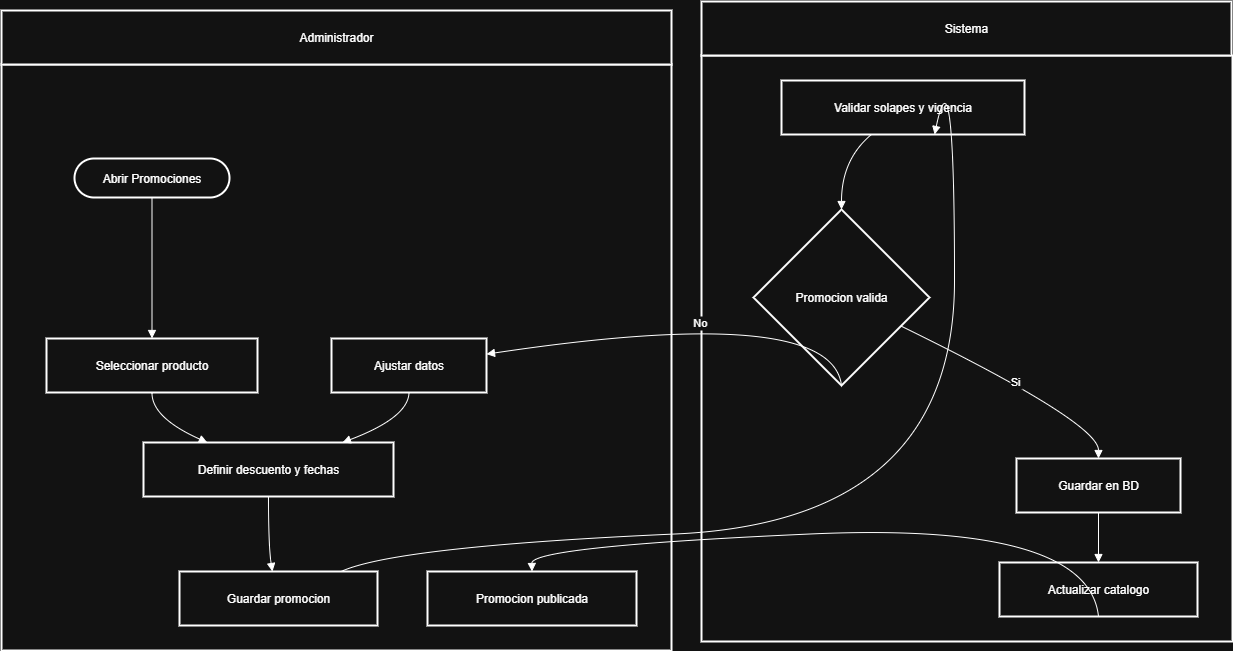 Administrador
Sistema
Validar solapes y vigencia
Abrir Promociones
Promocion valida
No
Seleccionar producto
Ajustar datos
Si
Definir descuento y fechas
Guardar en BD
Guardar promocion
Promocion publicada
Actualizar catalogo